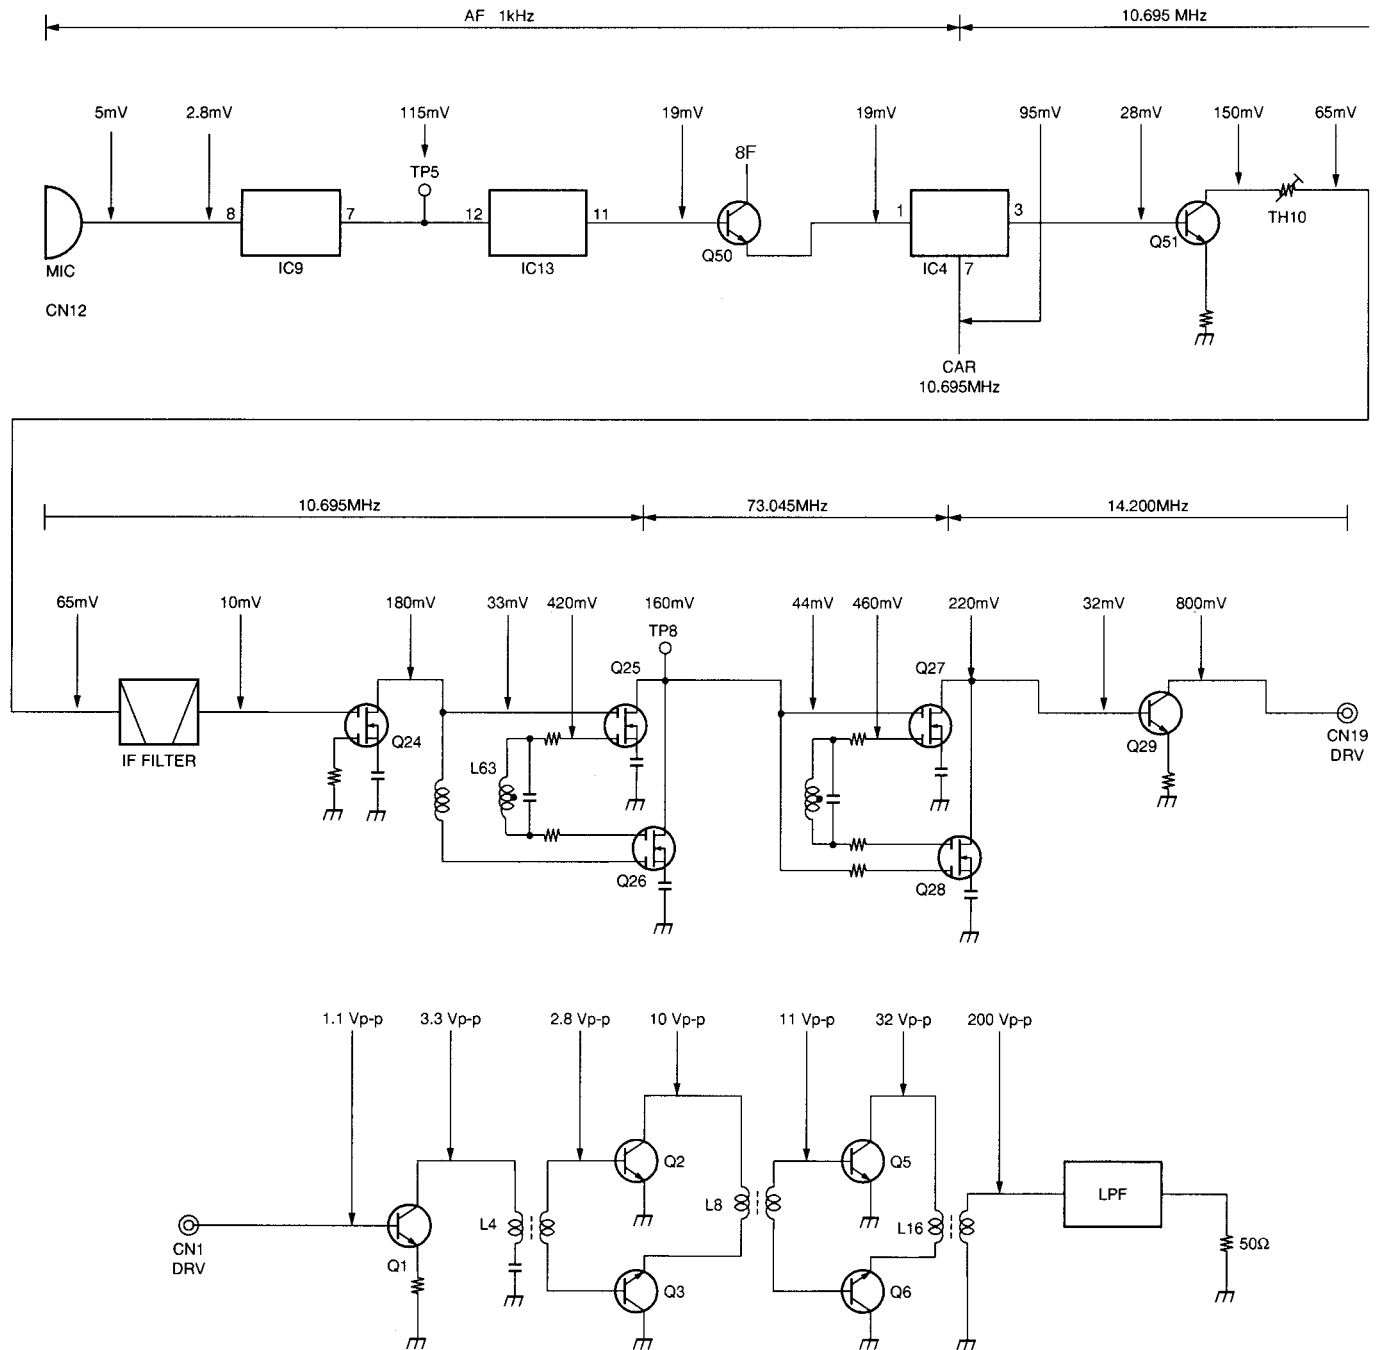 AF 1kHz
10.695 MHz
5mV
2.8mV
115mV
19mV
19mV
95mV
28mV
150mV
65mV
8F
TP5
8
7
12
11
1
3
TH10
Q50
Q51
MIC
IC9
IC13
IC4
7
CN12
CAR
10.695MHz
10.695MHz
73.045MHz
14.200MHz
65mV
10mV
180mV
33mV
420mV
160mV
44mV
460mV
220mV
32mV
800mV
TP8
Q25
Q27
Q24
Q29
CN19
DRV
IF FILTER
L63
Q26
Q28
1.1 Vp-p
3.3 Vp-p
2.8 Vp-p
10 Vp-p
11 Vp-p
32 Vp-p
200 Vp-p
Q2
Q5
LPF
L4
L8
L16
CN1
DRV
Q1
50Ω
Q3
Q6